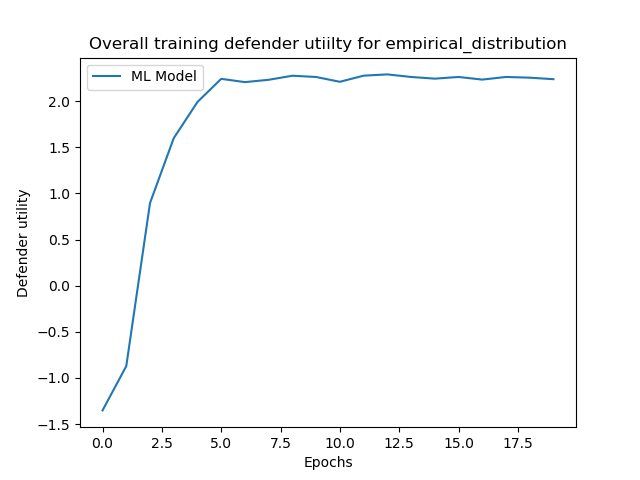 Overall training defender utiilty for empirical_distribution
ML Model
2.0
1.5
1.0
0.5
0.0
−0.5
−1.0
−1.5
Defender utility
0.0 2.5 5.0 7.5 10.0 12.5 15.0 17.5
Epochs